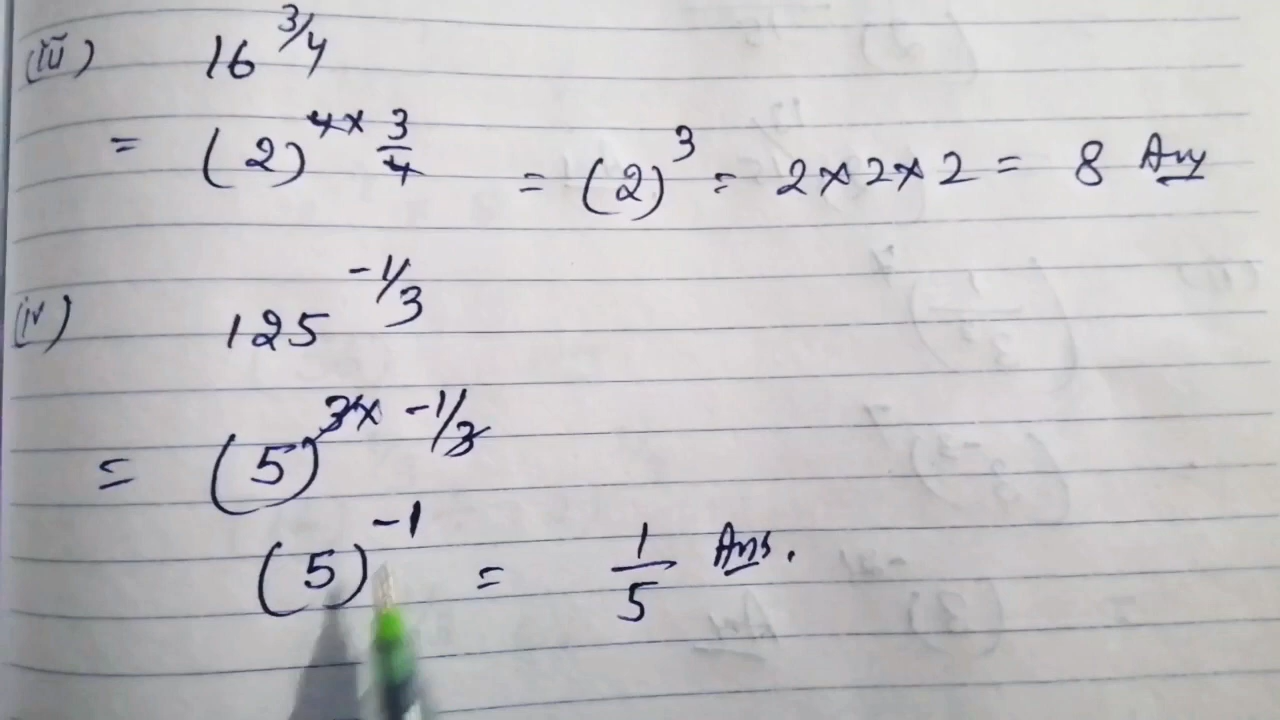 (iii) 16^3/4
= (2)^4× 3/4 = (2)^3 = 2×2×2 = 8 Ans
(iv) 125^-1/3
= (5)^3× -1/3
(5)^-1 = 1/5 Ans.